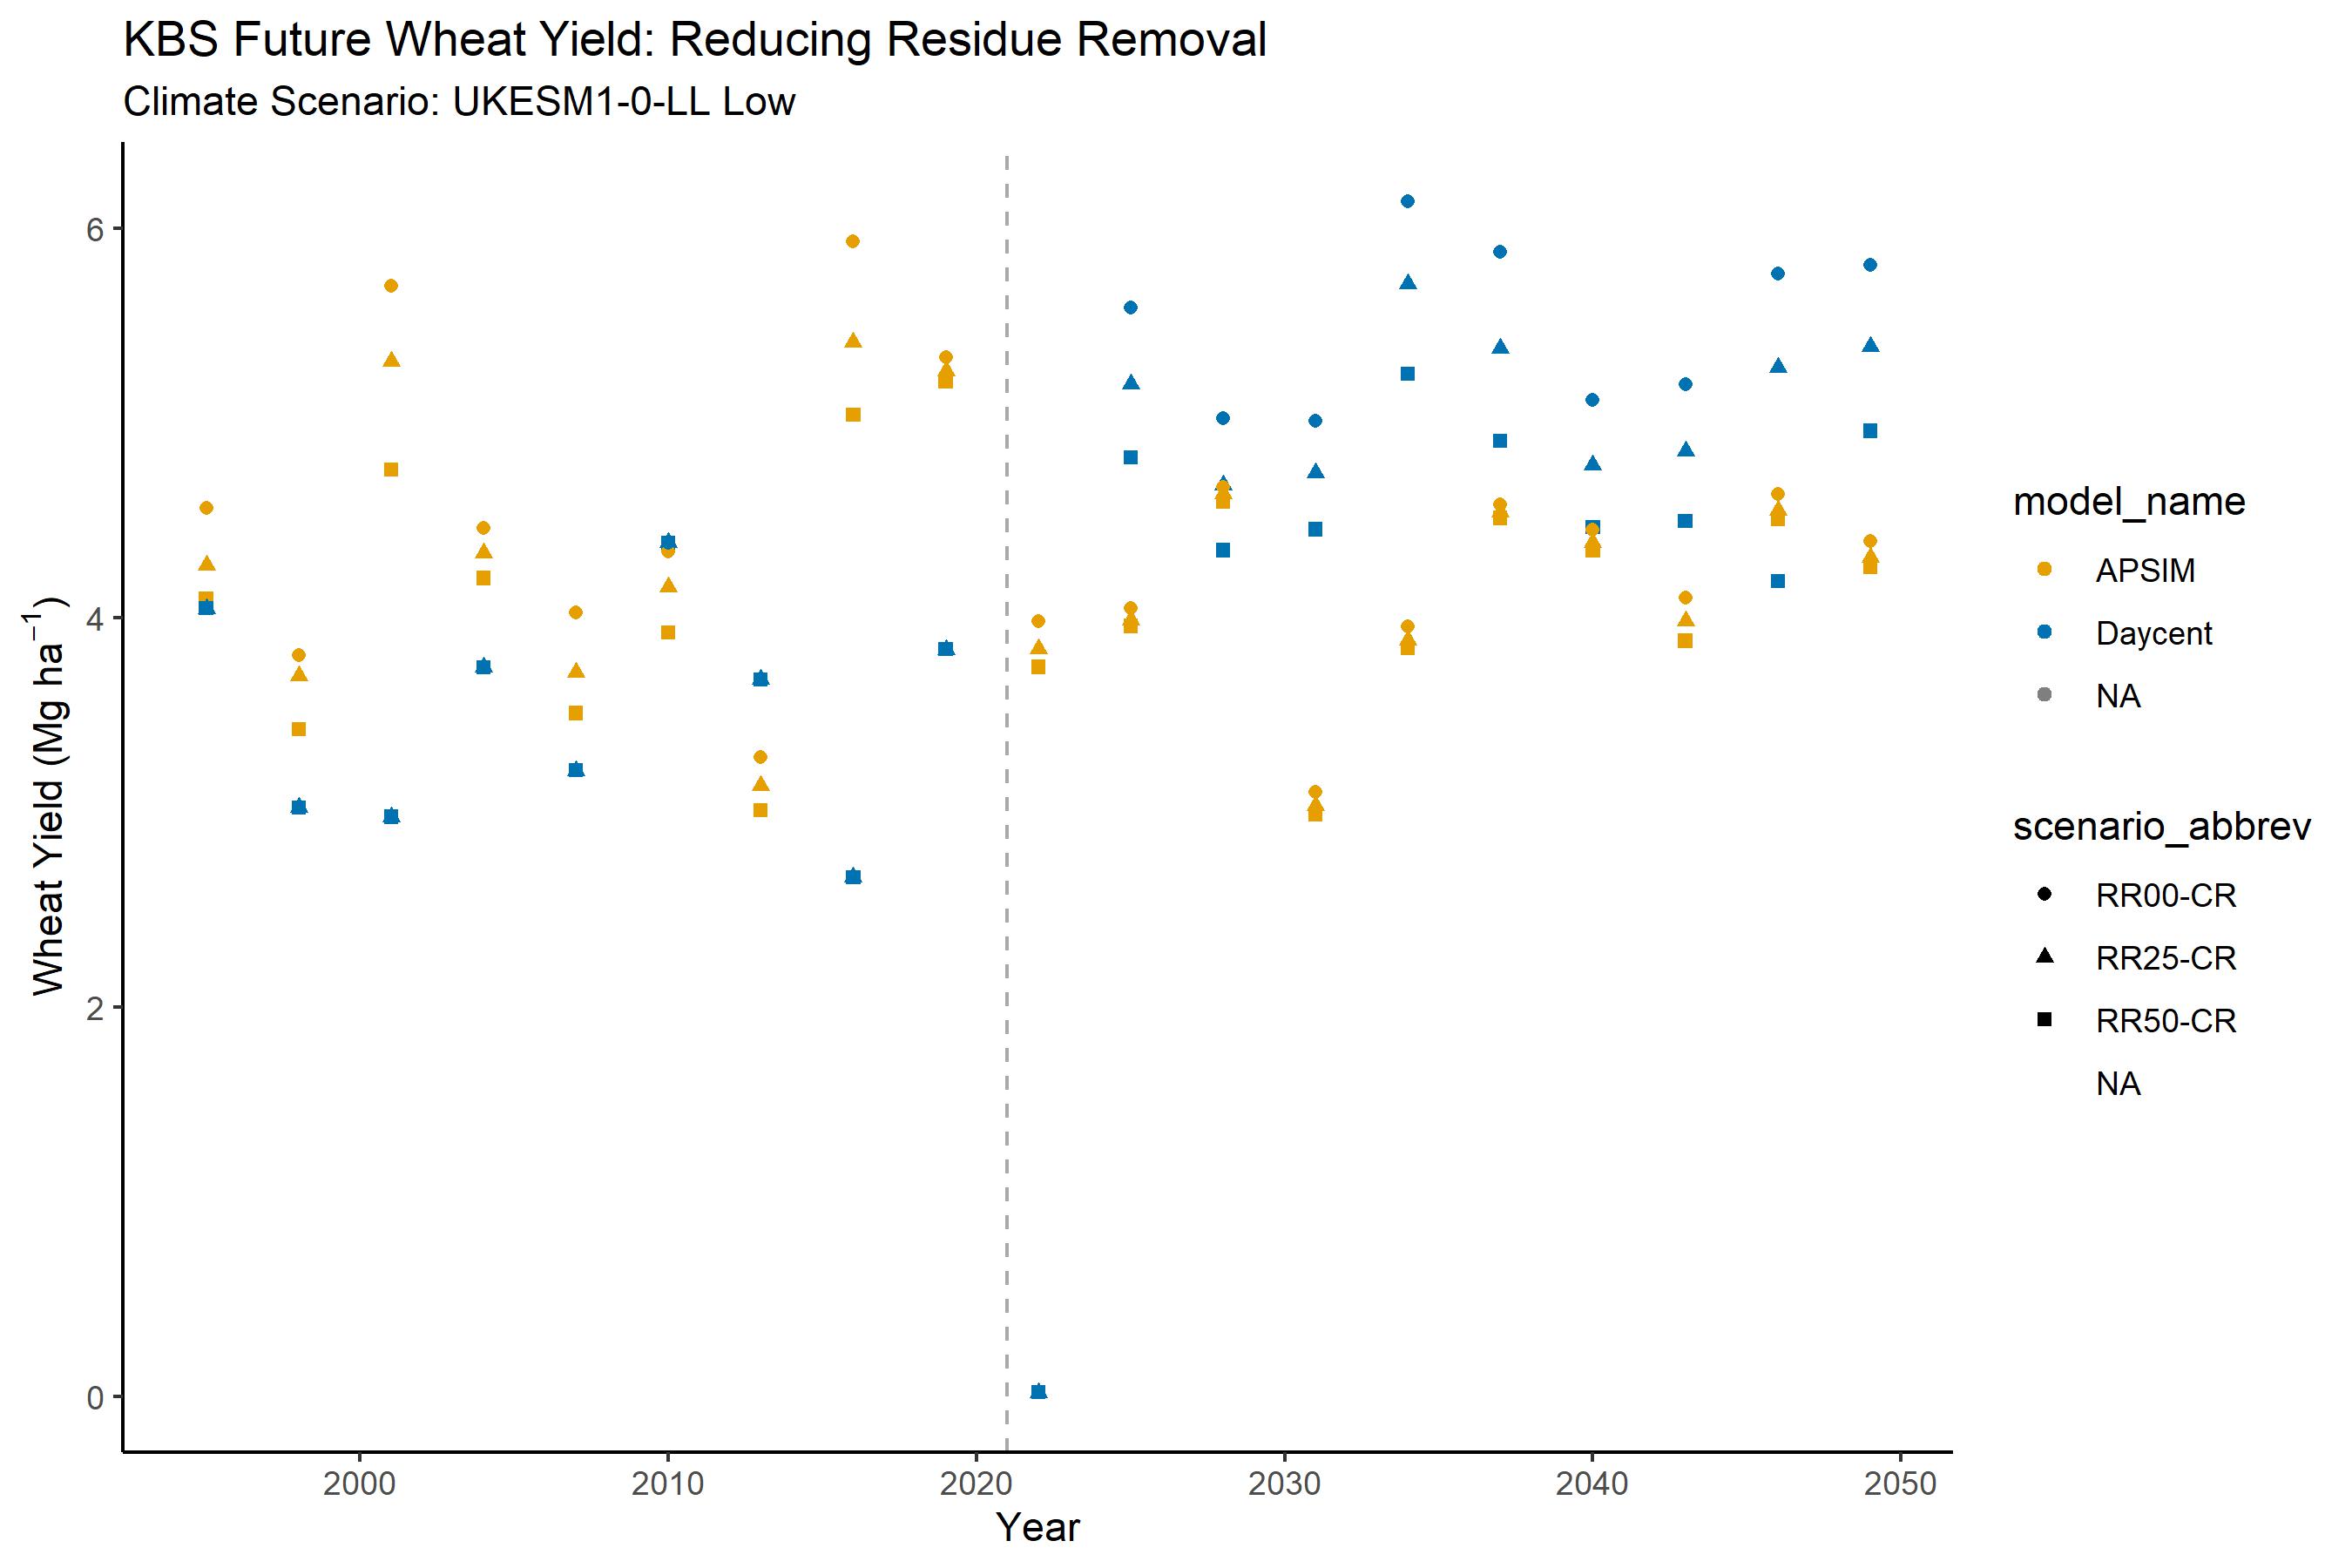 KBS Future Wheat Yield: Reducing Residue Removal
Climate Scenario: UKESM1-0-LL Low
Wheat Yield (Mg ha⁻¹)
6
4
2
0
2000 2010 2020 2030 2040 2050
Year
model_name
APSIM
Daycent
NA
scenario_abbrev
RR00-CR
RR25-CR
RR50-CR
NA